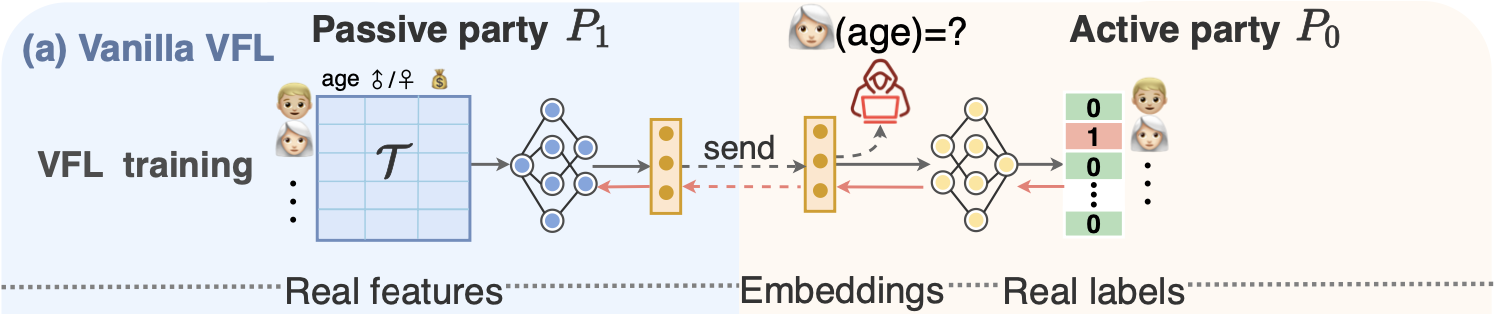 (a) Vanilla VFL
Passive party P₁
(age)=?
Active party P₀
age ♂/♀
VFL training
𝒯
send
0
1
0
0
Real features
Embeddings
Real labels